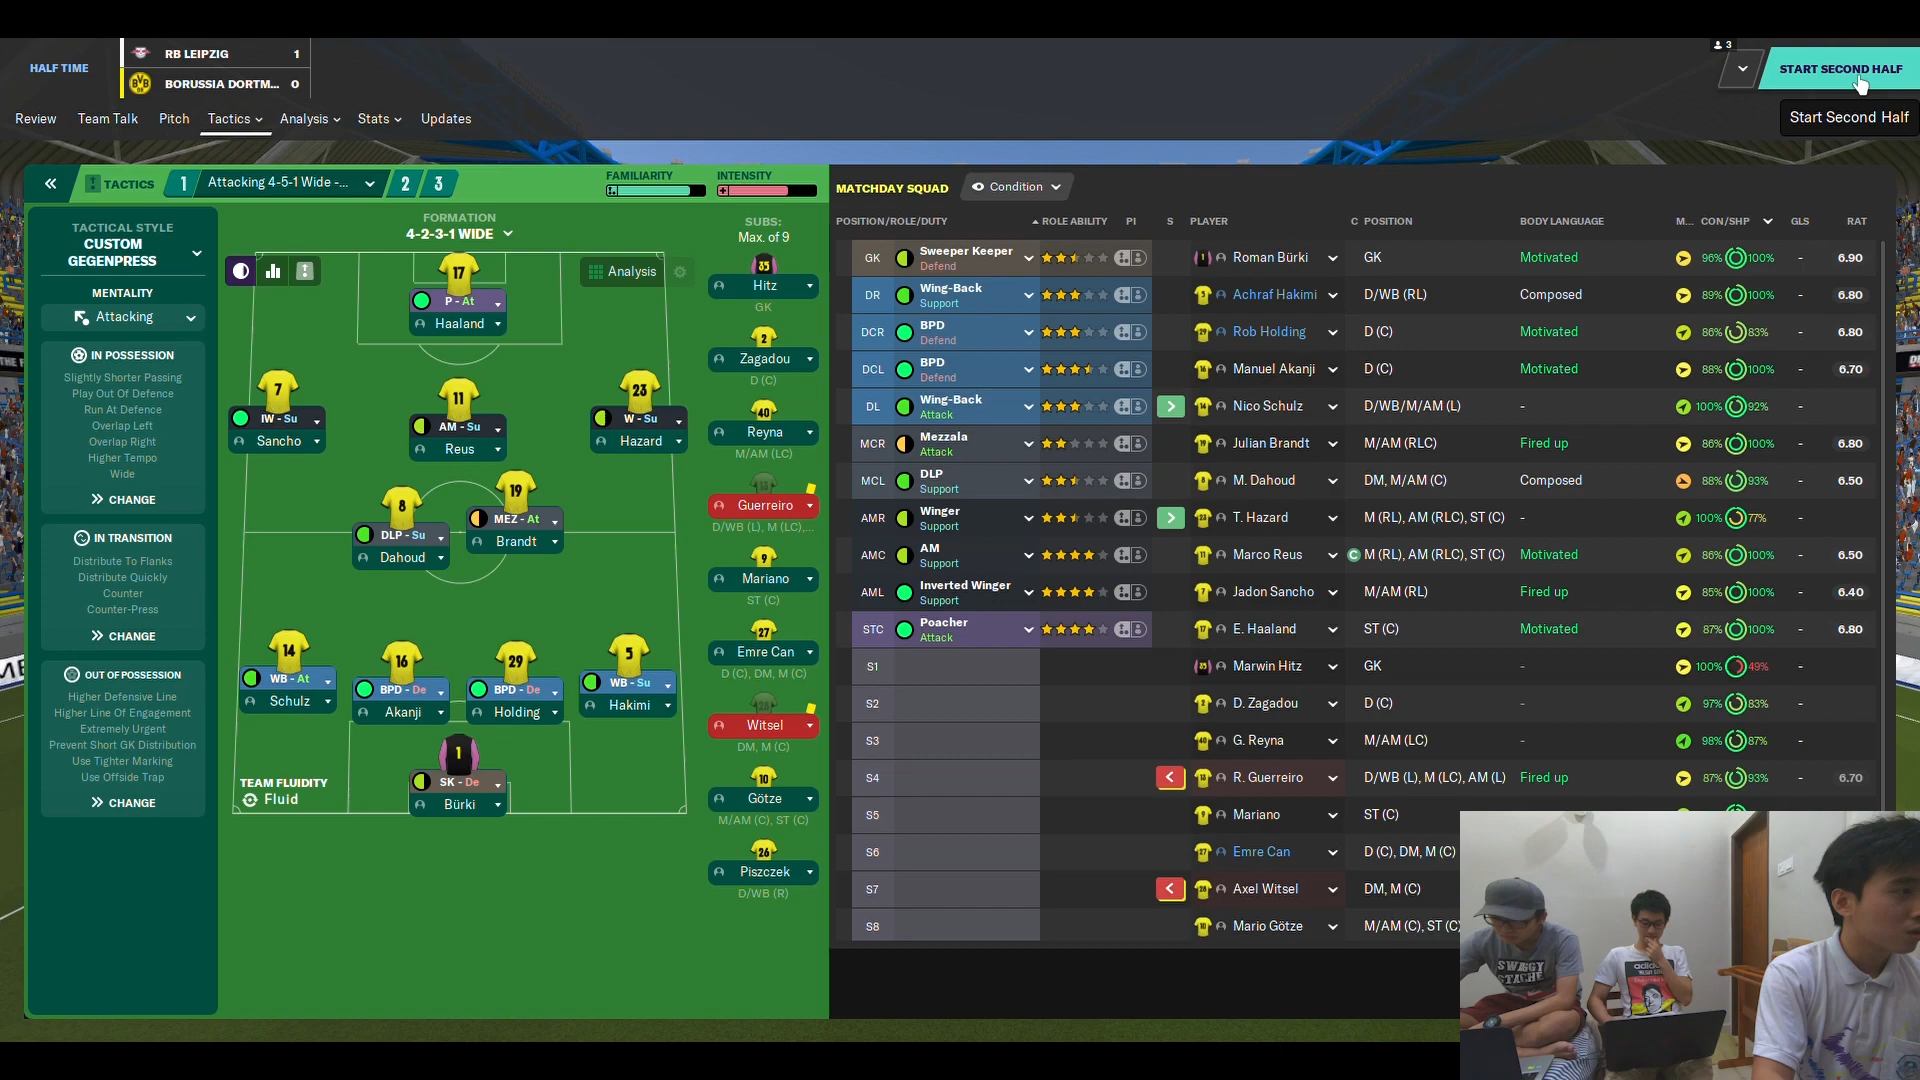 HALF TIME
RB LEIPZIG 1
BORUSSIA DORTM... 0
3
START SECOND HALF
Start Second Half
Review Team Talk Pitch Tactics Analysis Stats Updates
TACTICS 1 Attacking 4-5-1 Wide -... 2 3
FAMILIARITY INTENSITY
TACTICAL STYLE
CUSTOM
GEGENPRESS
MENTALITY
Attacking
IN POSSESSION
Slightly Shorter Passing
Play Out Of Defence
Run At Defence
Overlap Left
Overlap Right
Higher Tempo
Wide
CHANGE
IN TRANSITION
Distribute To Flanks
Distribute Quickly
Counter
Counter-Press
CHANGE
OUT OF POSSESSION
Higher Defensive Line
Higher Line Of Engagement
Extremely Urgent
Prevent Short GK Distribution
Use Tighter Marking
Use Offside Trap
CHANGE
FORMATION
4-2-3-1 WIDE
Analysis
17
P - At
Haaland
7
IW - Su
Sancho
11
AM - Su
Reus
23
W - Su
Hazard
8
DLP - Su
Dahoud
19
MEZ - At
Brandt
14
WB - At
Schulz
16
BPD - De
Akanji
29
BPD - De
Holding
5
WB - Su
Hakimi
1
SK - De
Bürki
TEAM FLUIDITY
Fluid
SUBS:
Max. of 9
35
Hitz
GK
2
Zagadou
D (C)
40
Reyna
M/AM (LC)
13
Guerreiro
D/WB (L), M (LC),...
9
Mariano
ST (C)
27
Emre Can
D (C), DM, M (C)
28
Witsel
DM, M (C)
10
Götze
M/AM (C), ST (C)
26
Piszczek
D/WB (R)
MATCHDAY SQUAD Condition
POSITION/ROLE/DUTY ROLE ABILITY PI S PLAYER C POSITION BODY LANGUAGE M... CON/SHP GLS RAT
GK Sweeper Keeper Defend Roman Bürki GK Motivated 96% 100% - 6.90
DR Wing-Back Support Achraf Hakimi D/WB (RL) Composed 89% 100% - 6.80
DCR BPD Defend Rob Holding D (C) Motivated 86% 83% - 6.80
DCL BPD Defend Manuel Akanji D (C) Motivated 88% 100% - 6.70
DL Wing-Back Attack Nico Schulz D/WB/M/AM (L) - 100% 92% - -
MCR Mezzala Attack Julian Brandt M/AM (RLC) Fired up 86% 100% - 6.80
MCL DLP Support M. Dahoud DM, M/AM (C) Composed 88% 93% - 6.50
AMR Winger Support T. Hazard M (RL), AM (RLC), ST (C) - 100% 77% - -
AMC AM Support Marco Reus C M (RL), AM (RLC), ST (C) Motivated 86% 100% - 6.50
AML Inverted Winger Support Jadon Sancho M/AM (RL) Fired up 85% 100% - 6.40
STC Poacher Attack E. Haaland ST (C) Motivated 87% 100% - 6.80
S1 Marwin Hitz GK - 100% 49% - -
S2 D. Zagadou D (C) - 97% 83% - -
S3 G. Reyna M/AM (LC) - 98% 87% - -
S4 R. Guerreiro D/WB (L), M (LC), AM (L) Fired up 87% 93% - 6.70
S5 Mariano ST (C)
S6 Emre Can D (C), DM, M (C)
S7 Axel Witsel DM, M (C)
S8 Mario Götze M/AM (C), ST (C)
SWAGGY
STACHE
adidas